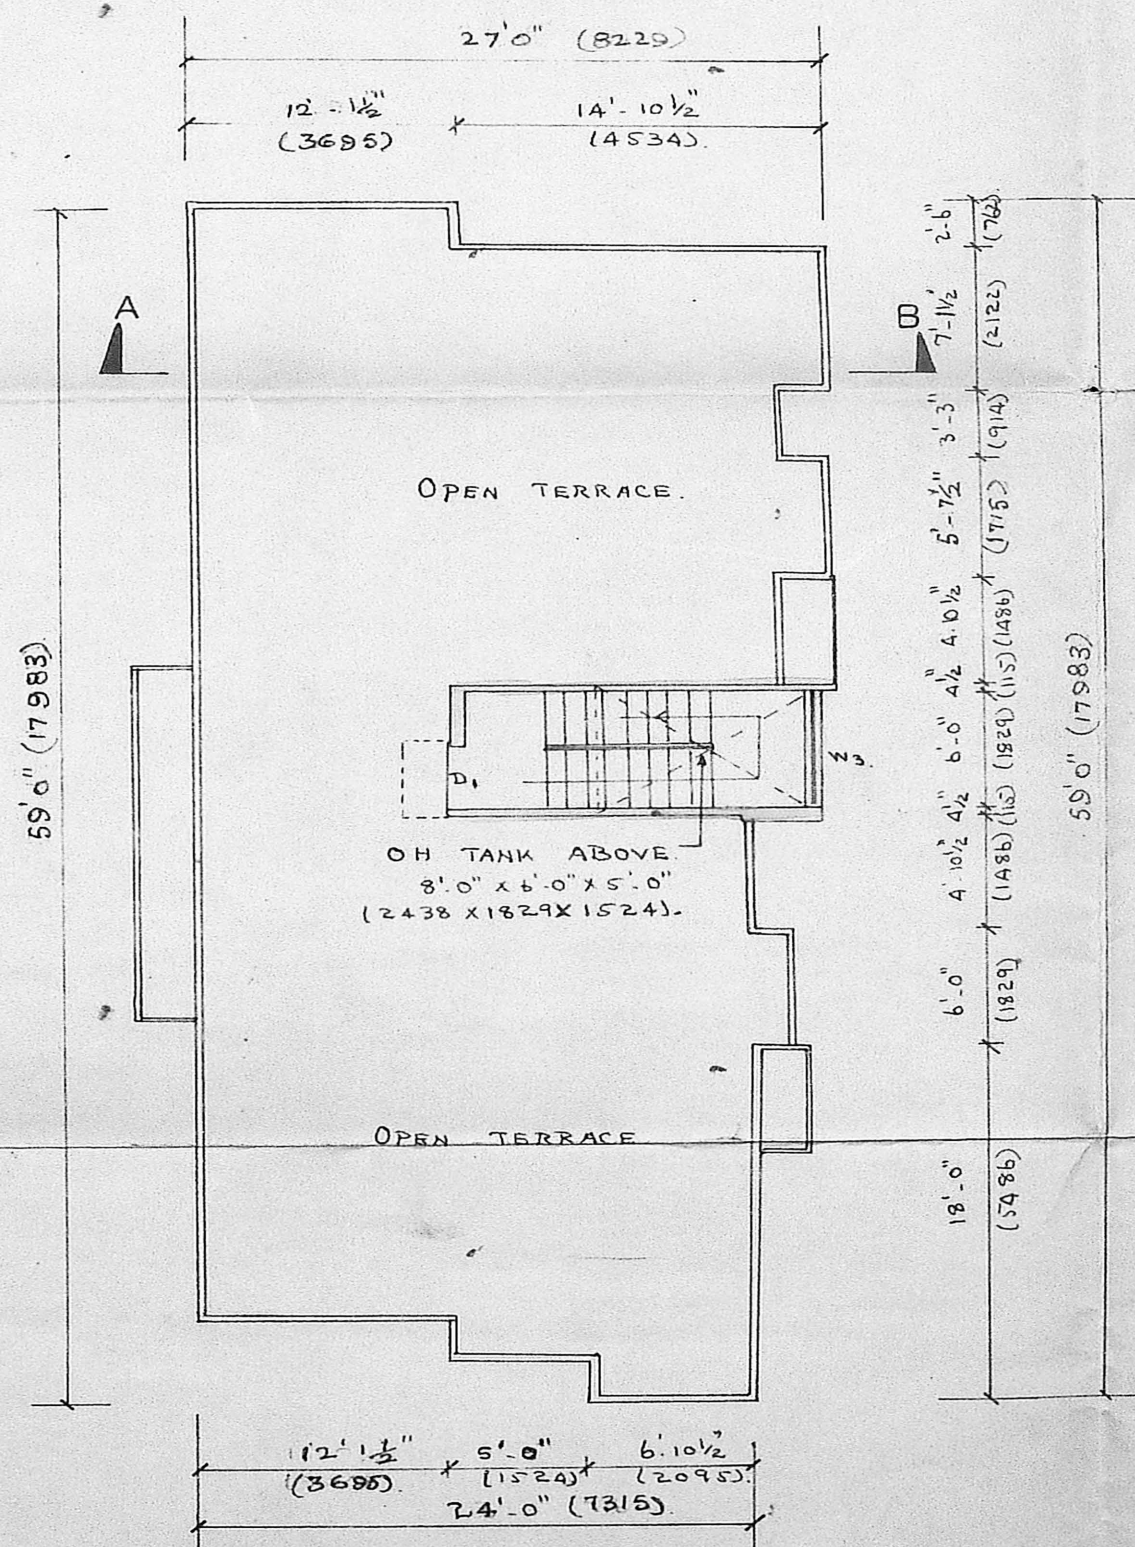 27'0" (8229)
12'-1½" 14'-10½"
(3695) (4534).
2'-6"
(762)
A
B
7'-1½'
(2122)
3'-3"
(914)
OPEN TERRACE.
5'-7½"
(1715)
4.10½
(1486)
4½
(115)
6'-0"
(1829)
4½
(115)
4'-10½"
(1486)
6'-0"
(1829)
18'-0"
(5486)
59'0" (17983).
59'0" (17983)
D1
OH TANK ABOVE.
8'.0" x 6'-0" x 5'.0"
(2438 X 1829 X 1524).
OPEN TERRACE
12' 1½" 5'-0" 6'.10½"
(3695). (1524) (2095).
24'-0" (7315).